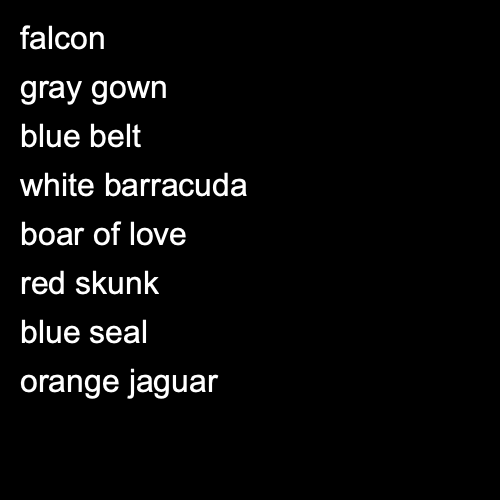 falcon
gray gown
blue belt
white barracuda
boar of love
red skunk
blue seal
orange jaguar